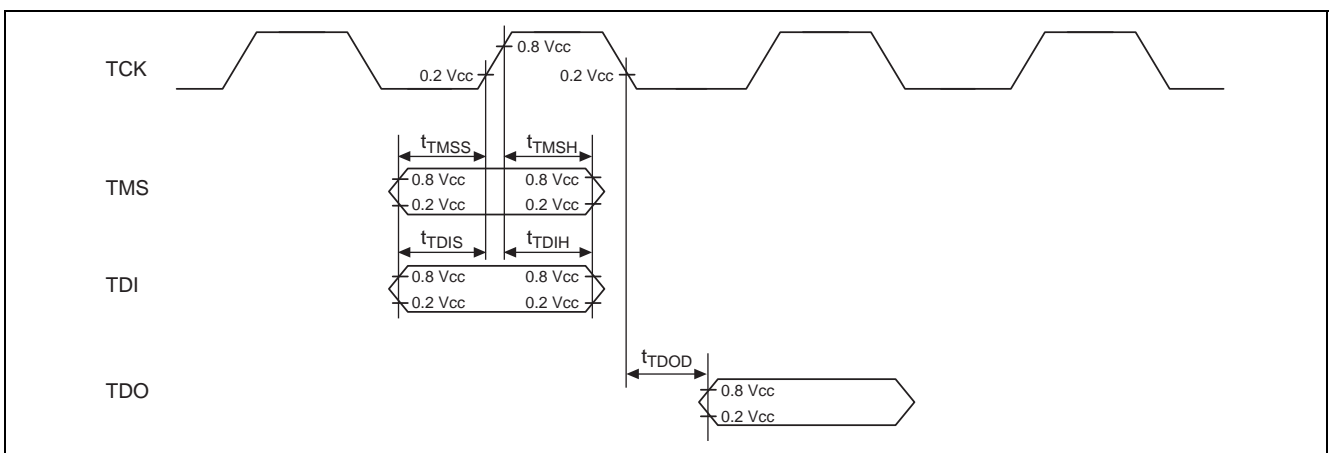 TCK
0.8 Vcc
0.2 Vcc 0.2 Vcc
tTMSS tTMSH
TMS
0.8 Vcc 0.8 Vcc
0.2 Vcc 0.2 Vcc
tTDIS tTDIH
TDI
0.8 Vcc 0.8 Vcc
0.2 Vcc 0.2 Vcc
tTDOD
TDO
0.8 Vcc
0.2 Vcc